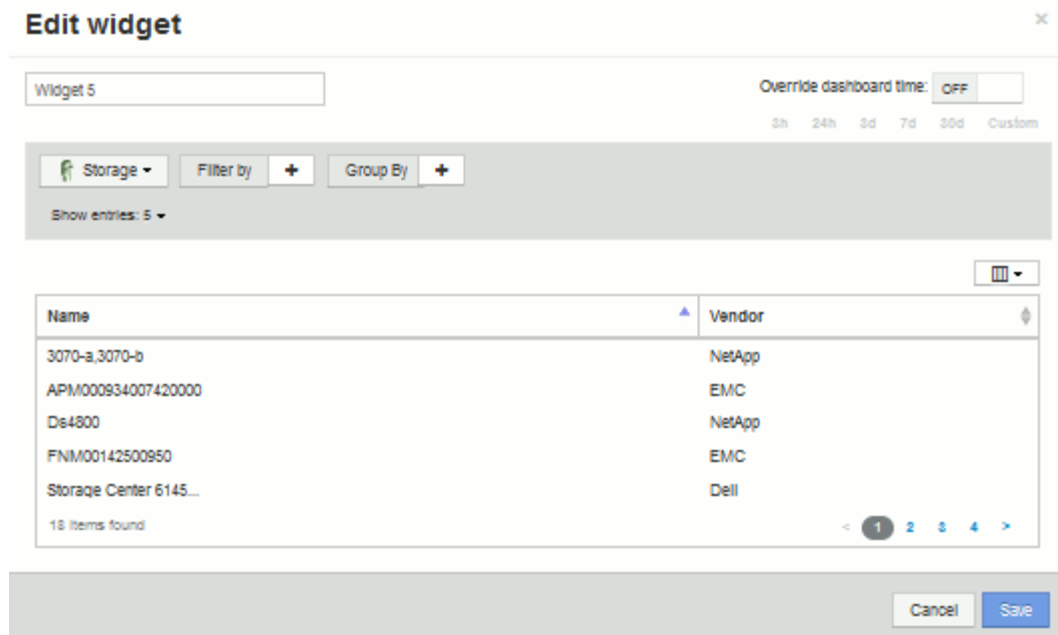 Edit widget
×
Widget 5
Override dashboard time: OFF
3h 24h 3d 7d 30d Custom
Storage Filter by + Group By +
Show entries: 5
Name Vendor
3070-a,3070-b NetApp
APM000934007420000 EMC
Ds4800 NetApp
FNM00142500950 EMC
Storage Center 6145... Dell
18 items found < 1 2 3 4 >
Cancel Save